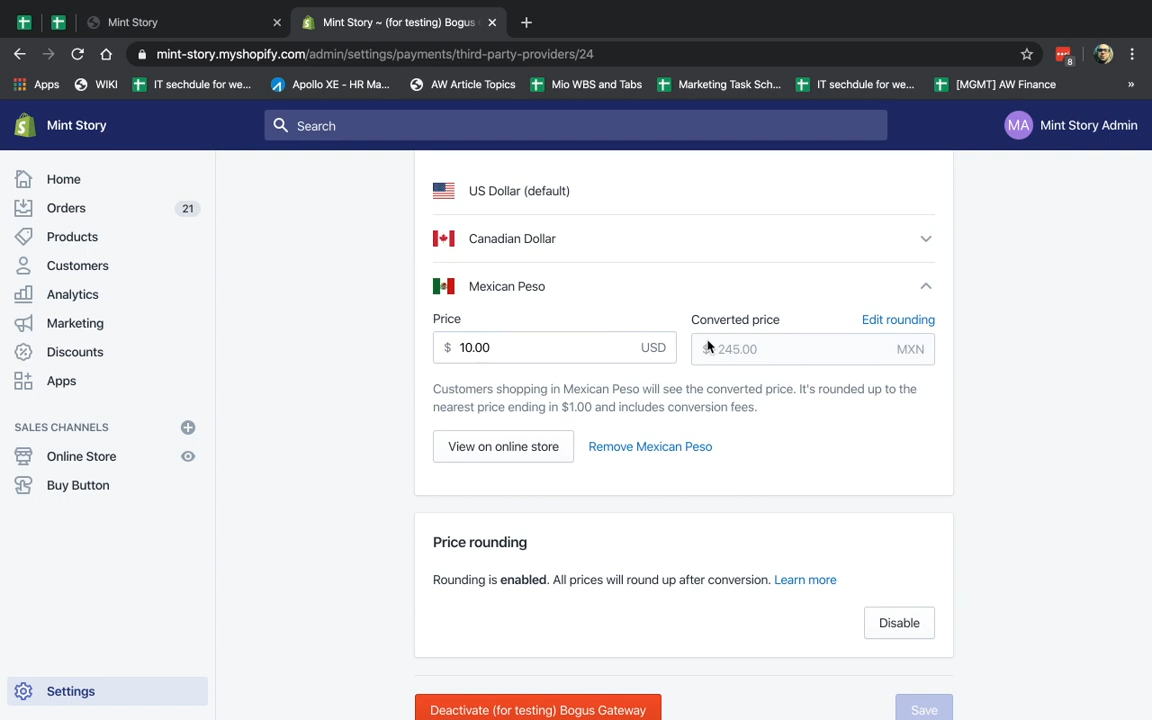 Mint Story
Mint Story ~ (for testing) Bogus
mint-story.myshopify.com/admin/settings/payments/third-party-providers/24
8
Apps
WIKI
IT sechdule for we...
Apollo XE - HR Ma...
AW Article Topics
Mio WBS and Tabs
Marketing Task Sch...
IT sechdule for we...
[MGMT] AW Finance
»
Mint Story
Search
MA
Mint Story Admin
Home
Orders
21
Products
Customers
Analytics
Marketing
Discounts
Apps
SALES CHANNELS
Online Store
Buy Button
Settings
US Dollar (default)
Canadian Dollar
Mexican Peso
Price
Converted price
Edit rounding
$ 10.00 USD
245.00 MXN
Customers shopping in Mexican Peso will see the converted price. It's rounded up to the
nearest price ending in $1.00 and includes conversion fees.
View on online store
Remove Mexican Peso
Price rounding
Rounding is enabled. All prices will round up after conversion. Learn more
Disable
Deactivate (for testing) Bogus Gateway
Save